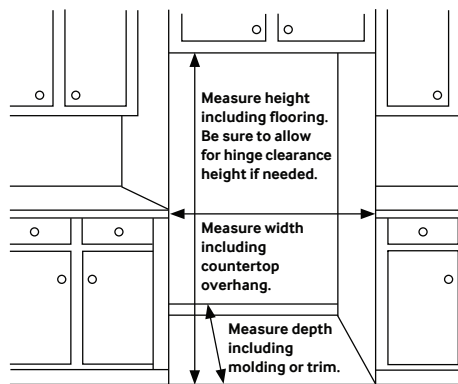 Measure height
including flooring.
Be sure to allow
for hinge clearance
height if needed.
Measure width
including
countertop
overhang.
Measure depth
including
molding or trim.